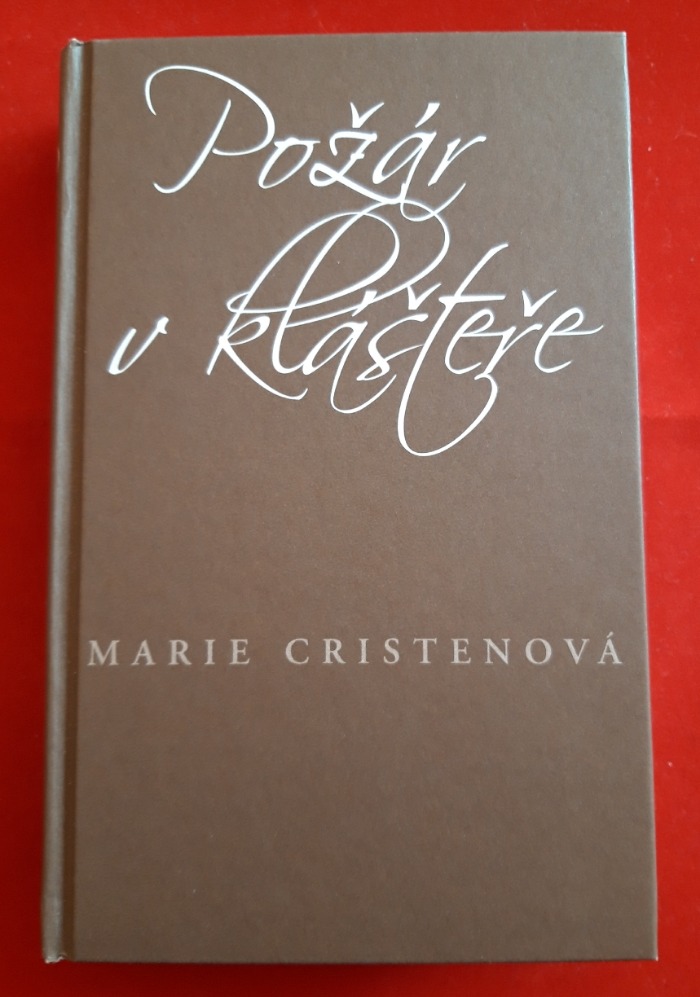 Požár
v klášteře
MARIE CRISTENOVÁ